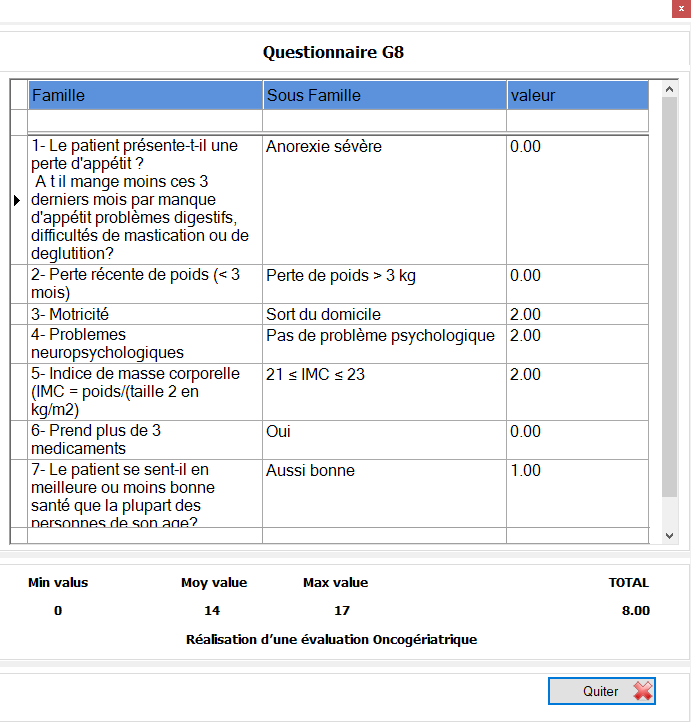 Questionnaire G8
Famille Sous Famille valeur
1- Le patient présente-t-il une Anorexie sévère 0.00
perte d'appétit ?
A t il mange moins ces 3
derniers mois par manque
d'appétit problèmes digestifs,
difficultés de mastication ou de
deglutition?
2- Perte récente de poids (< 3 Perte de poids > 3 kg 0.00
mois)
3- Motricité Sort du domicile 2.00
4- Problemes Pas de problème psychologique 2.00
neuropsychologiques
5- Indice de masse corporelle 21 ≤ IMC ≤ 23 2.00
(IMC = poids/(taille 2 en
kg/m2)
6- Prend plus de 3 Oui 0.00
medicaments
7- Le patient se sent-il en Aussi bonne 1.00
meilleure ou moins bonne
santé que la plupart des
personnes de son age?
Min valus Moy value Max value TOTAL
0 14 17 8.00
Réalisation d'une évaluation Oncogériatrique
Quiter